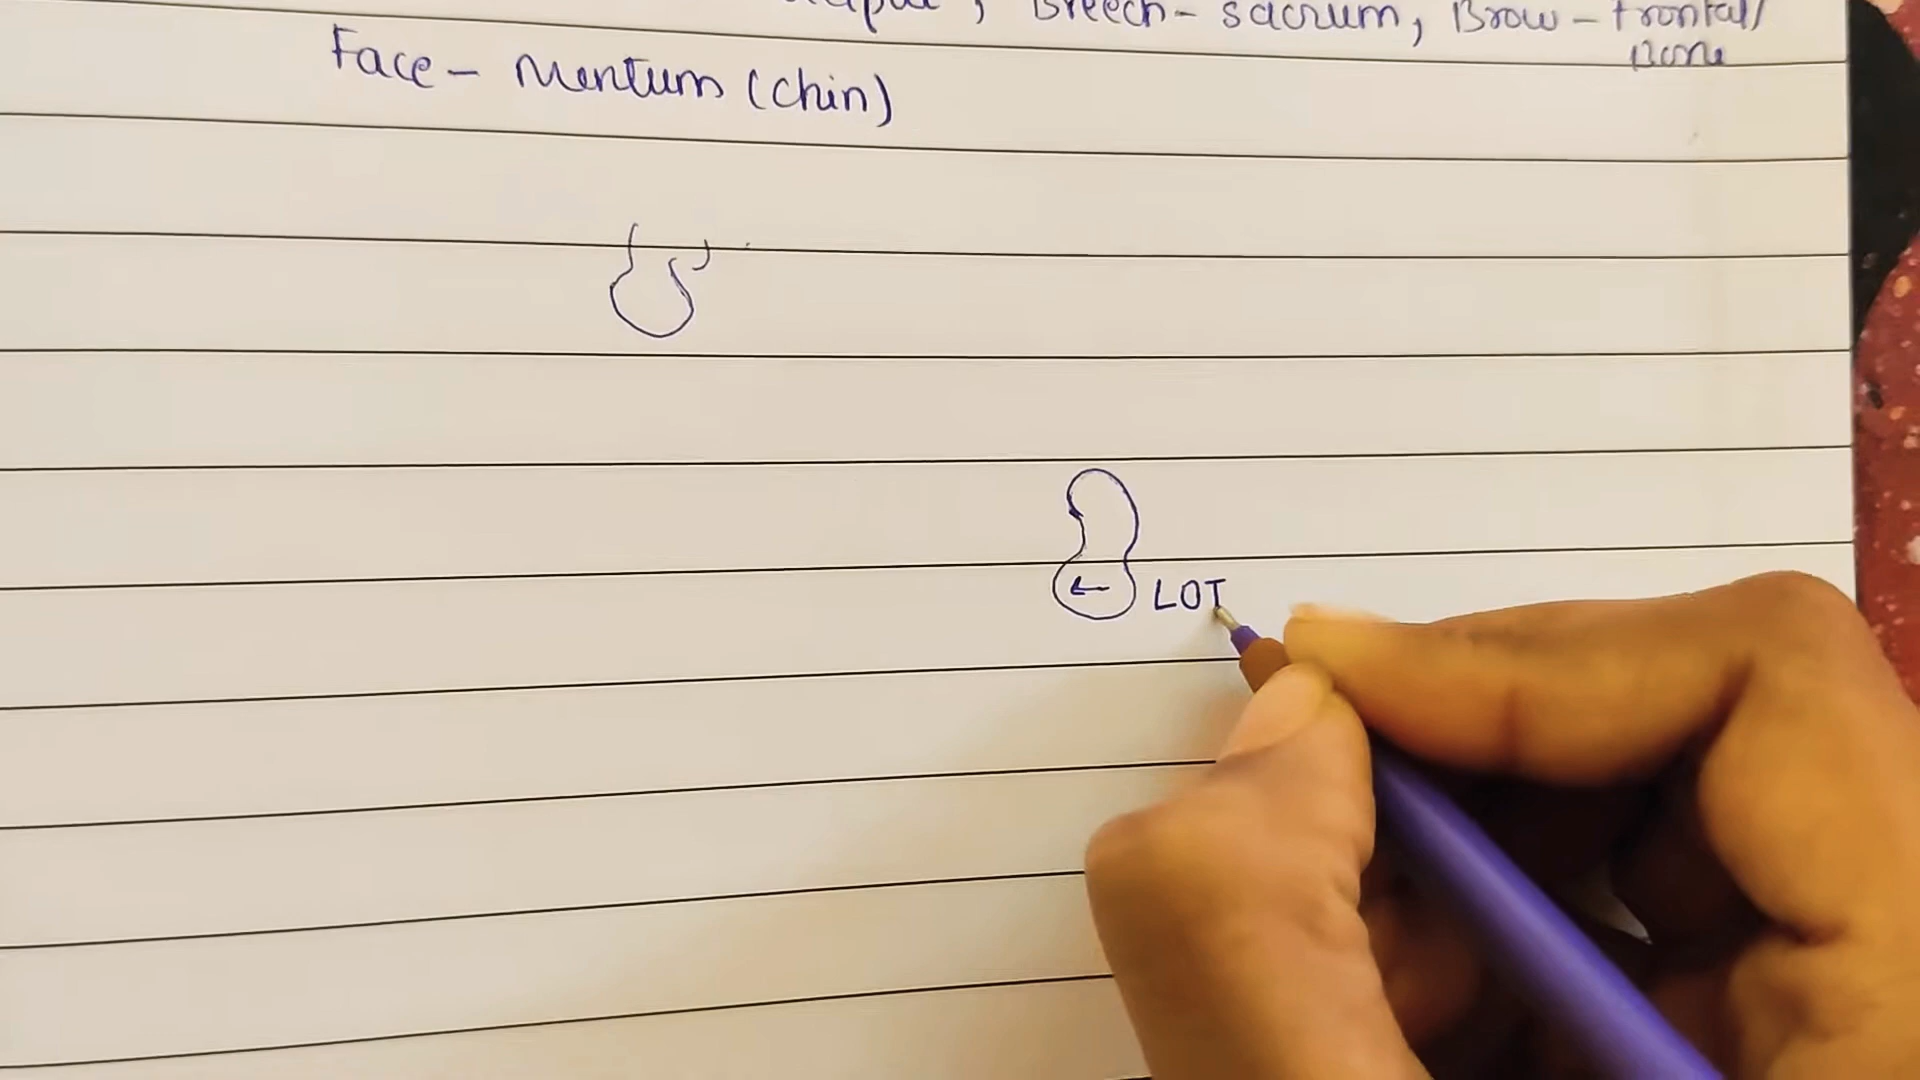 , Breech - sacrum, Brow - frontal/
Bone
Face - Mentum (chin)
LOT